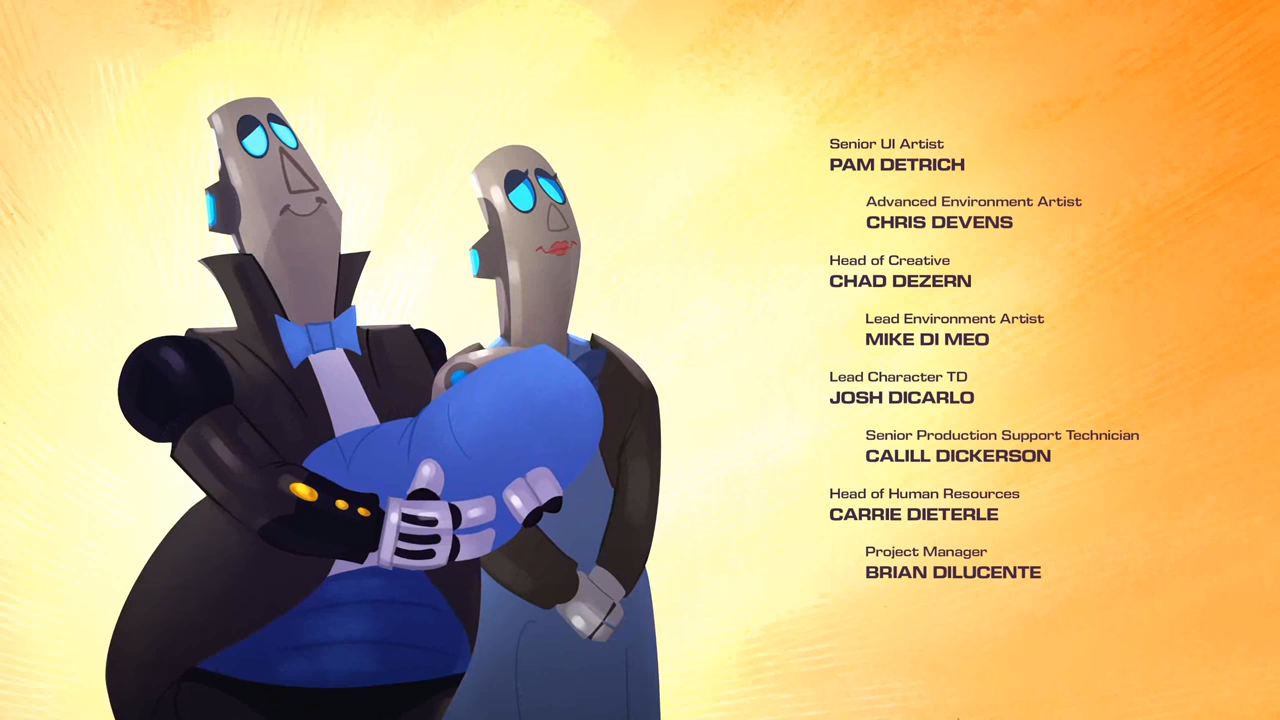 Senior UI Artist
PAM DETRICH
Advanced Environment Artist
CHRIS DEVENS
Head of Creative
CHAD DEZERN
Lead Environment Artist
MIKE DI MEO
Lead Character TD
JOSH DICARLO
Senior Production Support Technician
CALILL DICKERSON
Head of Human Resources
CARRIE DIETERLE
Project Manager
BRIAN DILUCENTE